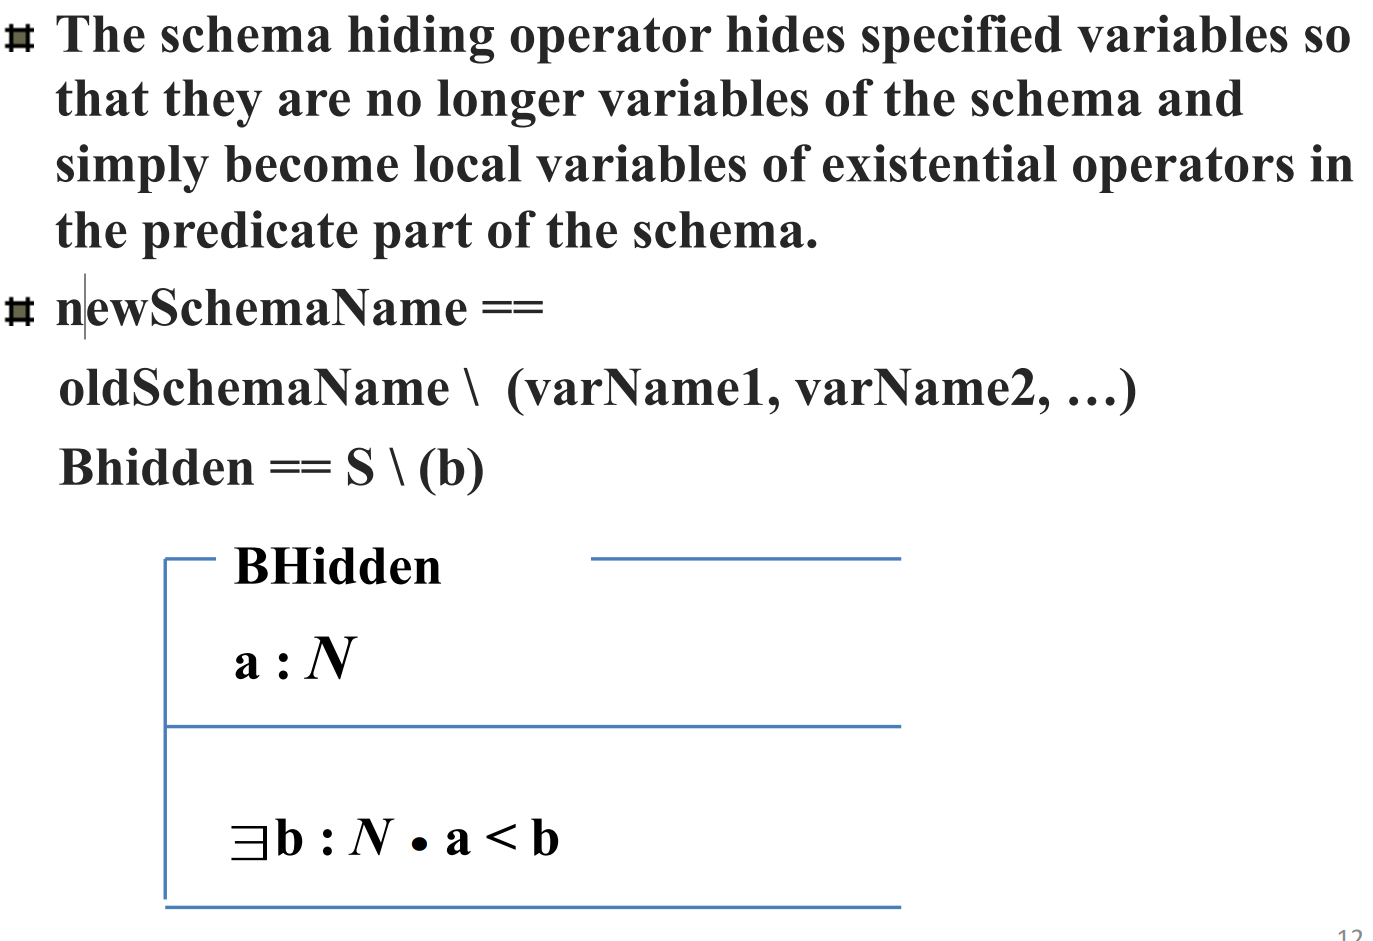 The schema hiding operator hides specified variables so
that they are no longer variables of the schema and
simply become local variables of existential operators in
the predicate part of the schema.
newSchemaName ==
oldSchemaName \ (varName1, varName2, …)
Bhidden == S \ (b)
BHidden
a : N
∃b : N • a < b
12